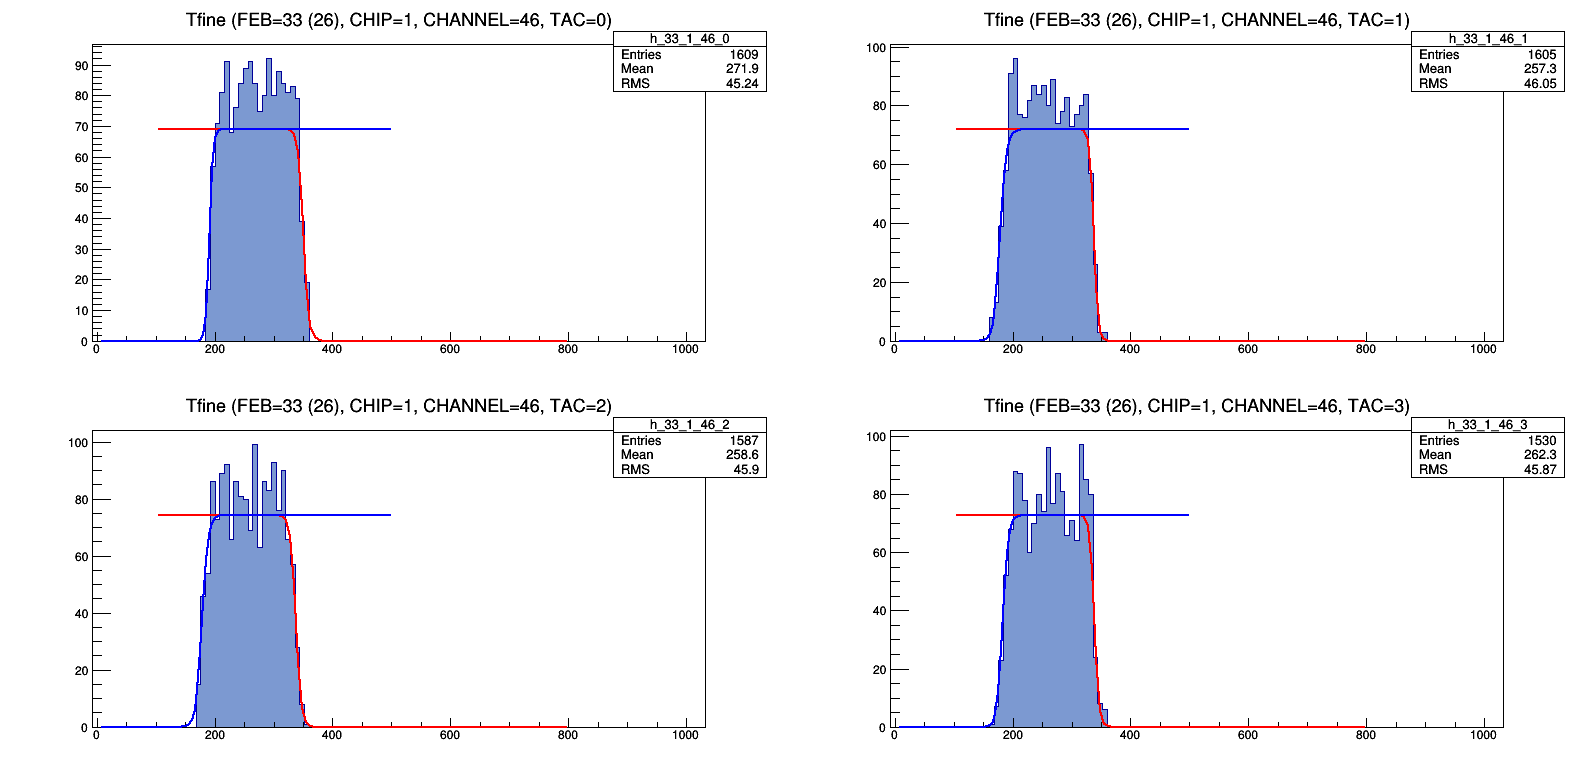 Tfine (FEB=33 (26), CHIP=1, CHANNEL=46, TAC=0)
h_33_1_46_0
Entries 1609
Mean 271.9
RMS 45.24
90
80
70
60
50
40
30
20
10
0
0 200 400 600 800 1000
Tfine (FEB=33 (26), CHIP=1, CHANNEL=46, TAC=1)
h_33_1_46_1
Entries 1605
Mean 257.3
RMS 46.05
100
80
60
40
20
0
0 200 400 600 800 1000
Tfine (FEB=33 (26), CHIP=1, CHANNEL=46, TAC=2)
h_33_1_46_2
Entries 1587
Mean 258.6
RMS 45.9
100
80
60
40
20
0
0 200 400 600 800 1000
Tfine (FEB=33 (26), CHIP=1, CHANNEL=46, TAC=3)
h_33_1_46_3
Entries 1530
Mean 262.3
RMS 45.87
100
80
60
40
20
0
0 200 400 600 800 1000